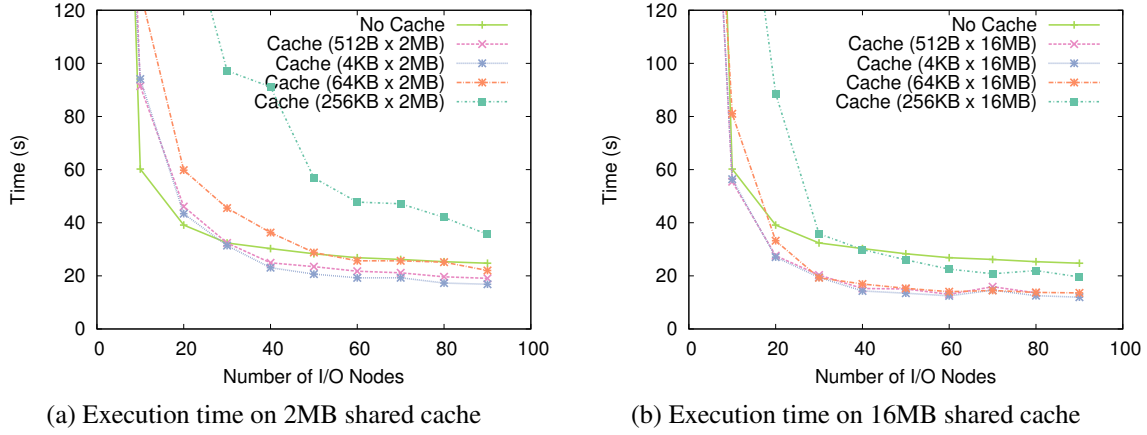 120
100
80
60
40
20
0
Time (s)
0 20 40 60 80 100
Number of I/O Nodes
No Cache
Cache (512B x 2MB)
Cache (4KB x 2MB)
Cache (64KB x 2MB)
Cache (256KB x 2MB)
(a) Execution time on 2MB shared cache
120
100
80
60
40
20
0
Time (s)
0 20 40 60 80 100
Number of I/O Nodes
No Cache
Cache (512B x 16MB)
Cache (4KB x 16MB)
Cache (64KB x 16MB)
Cache (256KB x 16MB)
(b) Execution time on 16MB shared cache